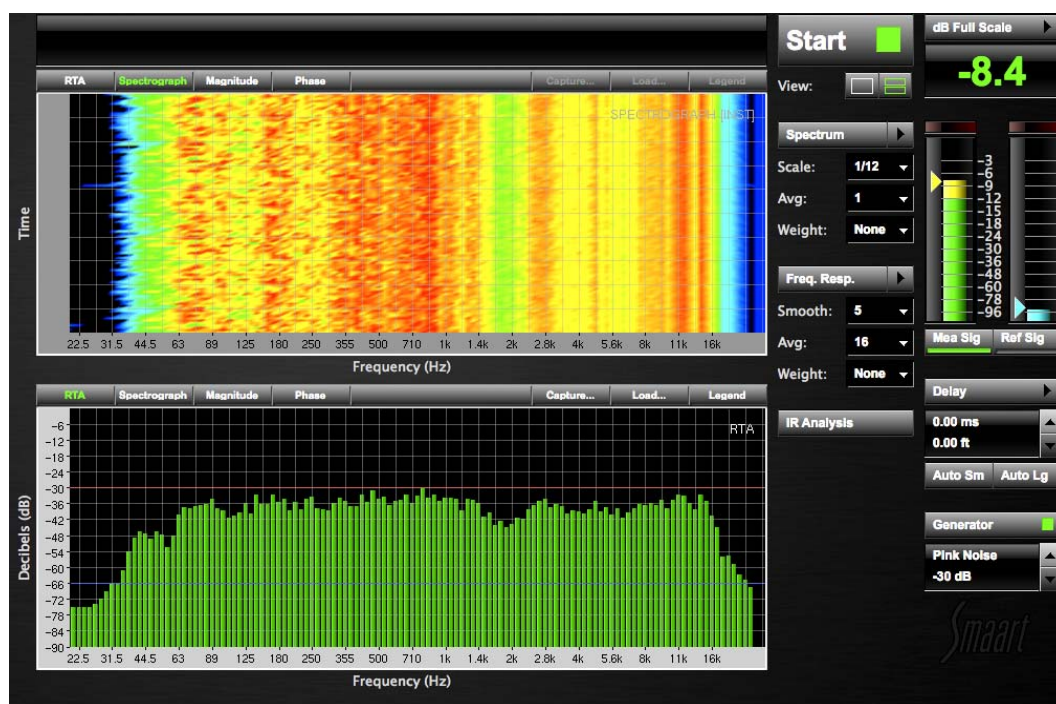 Start
dB Full Scale
-8.4
RTA Spectrograph Magnitude Phase Capture... Load... Legend
View:
SPECTROGRAPH [INST]
Time
22.5 31.5 44.5 63 89 125 180 250 355 500 710 1k 1.4k 2k 2.8k 4k 5.6k 8k 11k 16k
Frequency (Hz)
Spectrum
Scale: 1/12
Avg: 1
Weight: None
Freq. Resp.
Smooth: 5
Avg: 16
Weight: None
IR Analysis
-3
-6
-9
-12
-15
-18
-24
-30
-36
-48
-60
-78
-96
Mea Sig Ref Sig
Delay
0.00 ms
0.00 ft
Auto Sm Auto Lg
Generator
Pink Noise
-30 dB
Smaart
RTA Spectrograph Magnitude Phase Capture... Load... Legend
RTA
Decibels (dB)
-6
-12
-18
-24
-30
-36
-42
-48
-54
-60
-66
-72
-78
-84
-90
22.5 31.5 44.5 63 89 125 180 250 355 500 710 1k 1.4k 2k 2.8k 4k 5.6k 8k 11k 16k
Frequency (Hz)